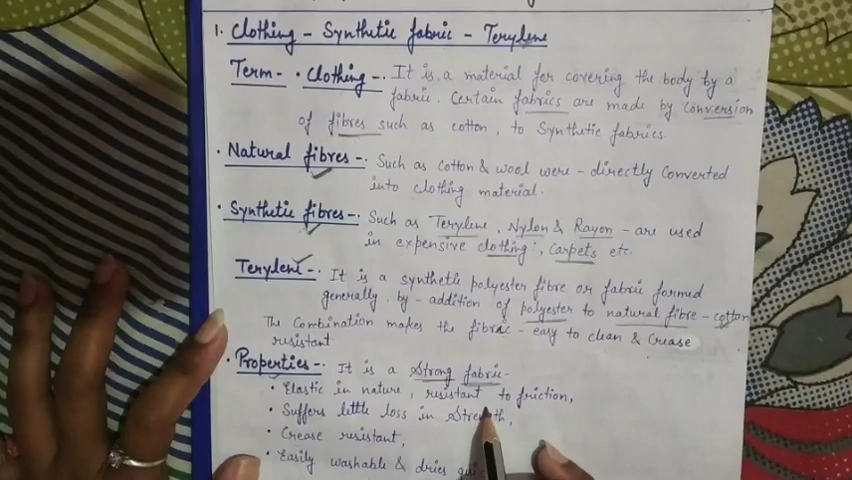 1. Clothing - Synthetic fabric - Terylene
Term - • Clothing -. It is a material for covering the body by a
fabric. Certain fabrics are made by conversion
of fibres such as cotton, to Synthetic fabrics.
• Natural fibres -. Such as cotton & wool were - directly converted
into clothing material.
• Synthetic fibres -. Such as Terylene, Nylon & Rayon - are used
in expensive clothing, Carpets etc.
Terylene -. It is a synthetic polyester fibre or fabric formed
generally by - addition of polyester to natural fibre - cotton
The Combination makes the fibric - easy to clean & Crease
resistant
• Properties -. It is a Strong fabric -
• Elastic in nature, resistant to friction,
• Suffers little loss in Strength,
• Crease resistant,
• Easily washable & dries